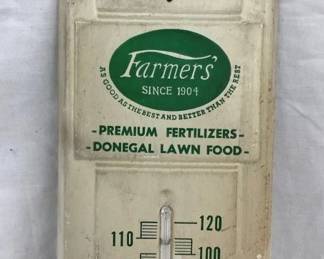 Farmers'
SINCE 1904
AS GOOD AS THE BEST AND BETTER THAN THE REST
-PREMIUM FERTILIZERS-
-DONEGAL LAWN FOOD-
120
110
100